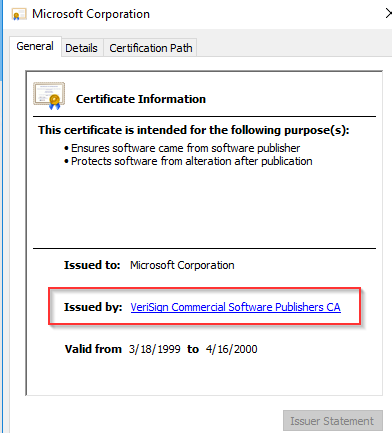 Microsoft Corporation
General Details Certification Path
Certificate Information
This certificate is intended for the following purpose(s):
• Ensures software came from software publisher
• Protects software from alteration after publication
Issued to: Microsoft Corporation
Issued by: VeriSign Commercial Software Publishers CA
Valid from 3/18/1999 to 4/16/2000
Issuer Statement